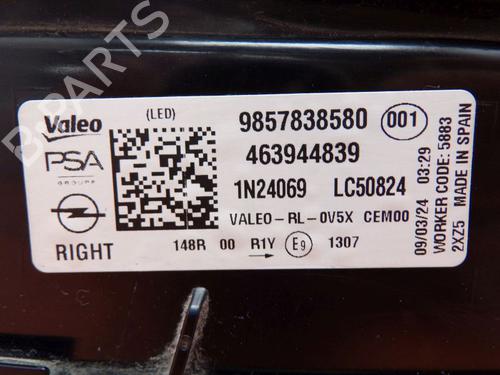 Valeo
(LED)
9857838580 001
PSA
GROUPE
463944839
1N24069 LC50824
VALEO-RL-0V5X CEM00
RIGHT
148R 00 R1Y E9 1307
09/03/24 03:29
WORKER CODE: 5883
2XZ5 MADE IN SPAIN
B-PARTS